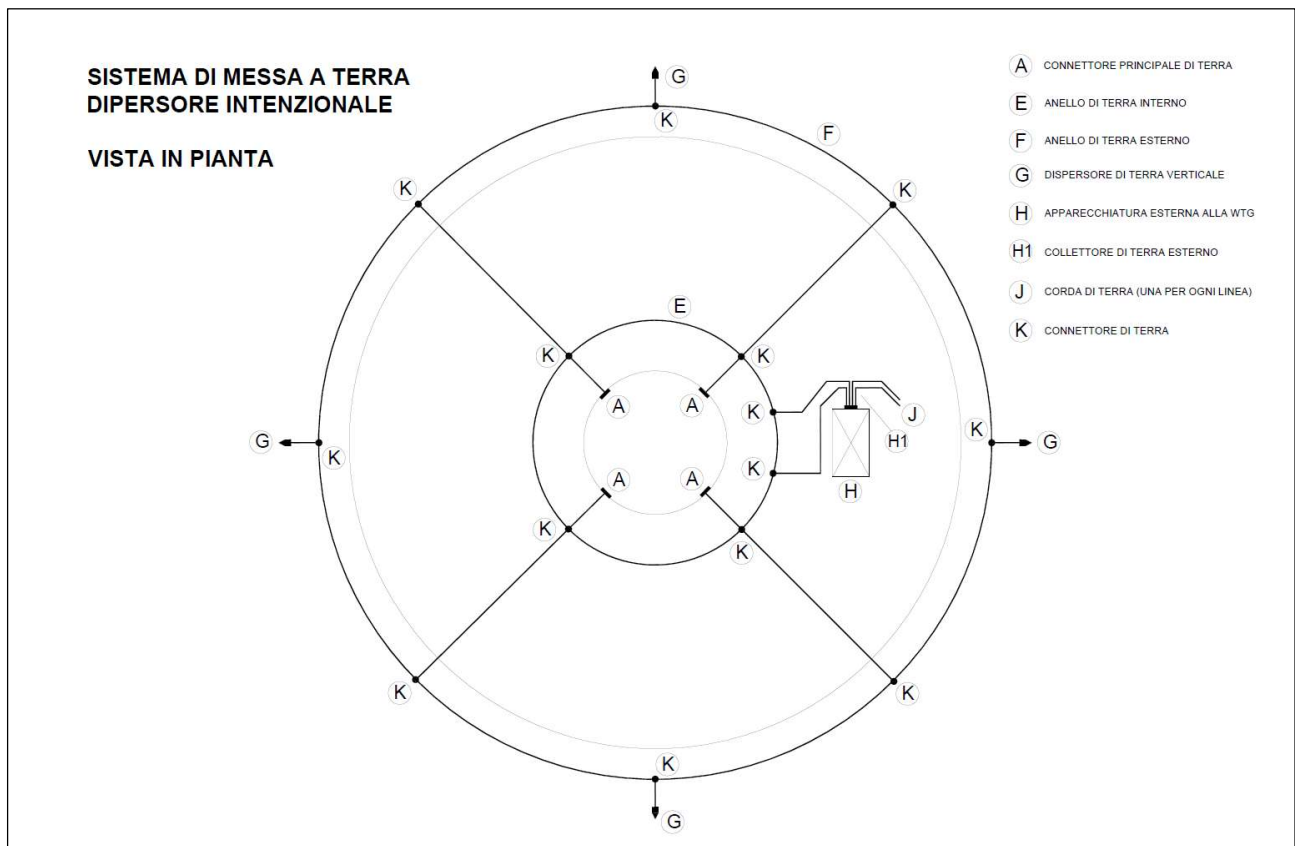 SISTEMA DI MESSA A TERRA
DIPERSORE INTENZIONALE
VISTA IN PIANTA
A CONNETTORE PRINCIPALE DI TERRA
E ANELLO DI TERRA INTERNO
F ANELLO DI TERRA ESTERNO
G DISPERSORE DI TERRA VERTICALE
H APPARECCHIATURA ESTERNA ALLA WTG
H1 COLLETTORE DI TERRA ESTERNO
J CORDA DI TERRA (UNA PER OGNI LINEA)
K CONNETTORE DI TERRA
G
K
F
K
K
E
K
K
A
A
K
J
H1
G
K
K
G
K
A
A
H
K
K
K
K
K
G